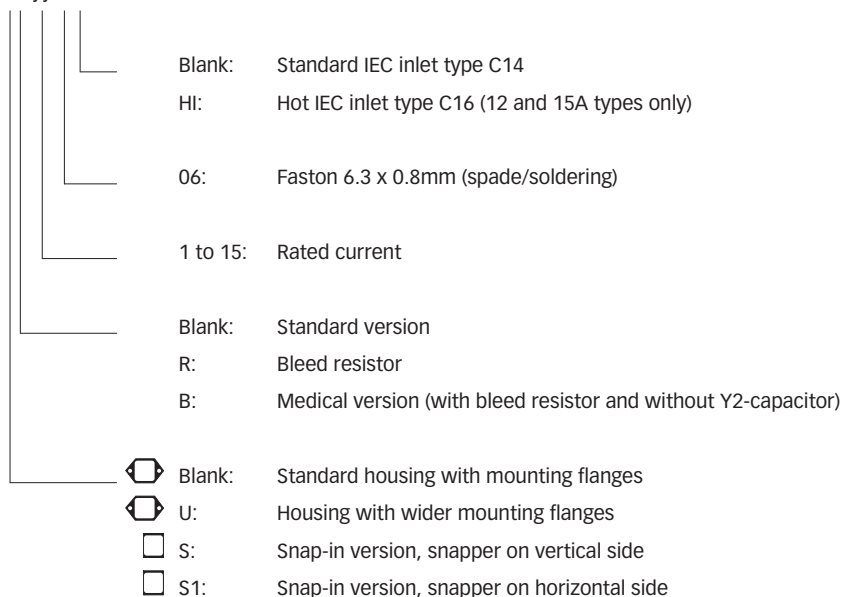 Blank: Standard IEC inlet type C14
HI: Hot IEC inlet type C16 (12 and 15A types only)
06: Faston 6.3 x 0.8mm (spade/soldering)
1 to 15: Rated current
Blank: Standard version
R: Bleed resistor
B: Medical version (with bleed resistor and without Y2-capacitor)
Blank: Standard housing with mounting flanges
U: Housing with wider mounting flanges
S: Snap-in version, snapper on vertical side
S1: Snap-in version, snapper on horizontal side